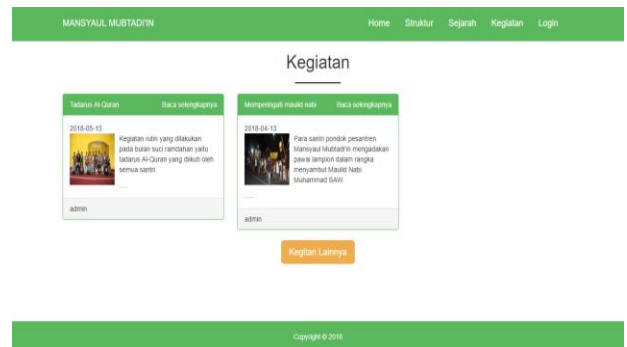 MANSYAUL MUBTADI'IN
Home Struktur Sejarah Kegiatan Login
Kegiatan
Tadarus Al-Quran Baca selengkapnya
2018-05-13
Kegiatan rutin yang dilakukan
pada bulan suci ramdahan yaitu
tadarus Al-Quran yang diikuti oleh
semua santri
.....
admin
Memperingati maulid nabi Baca selengkapnya
2018-04-13
Para santri pondok pesantren
Mansyaul Mubtadi'in mengadakan
pawai lampion dalam rangka
menyambut Maulid Nabi
Muhammad SAW.
.....
admin
Kegitan Lainnya
Copyright © 2018